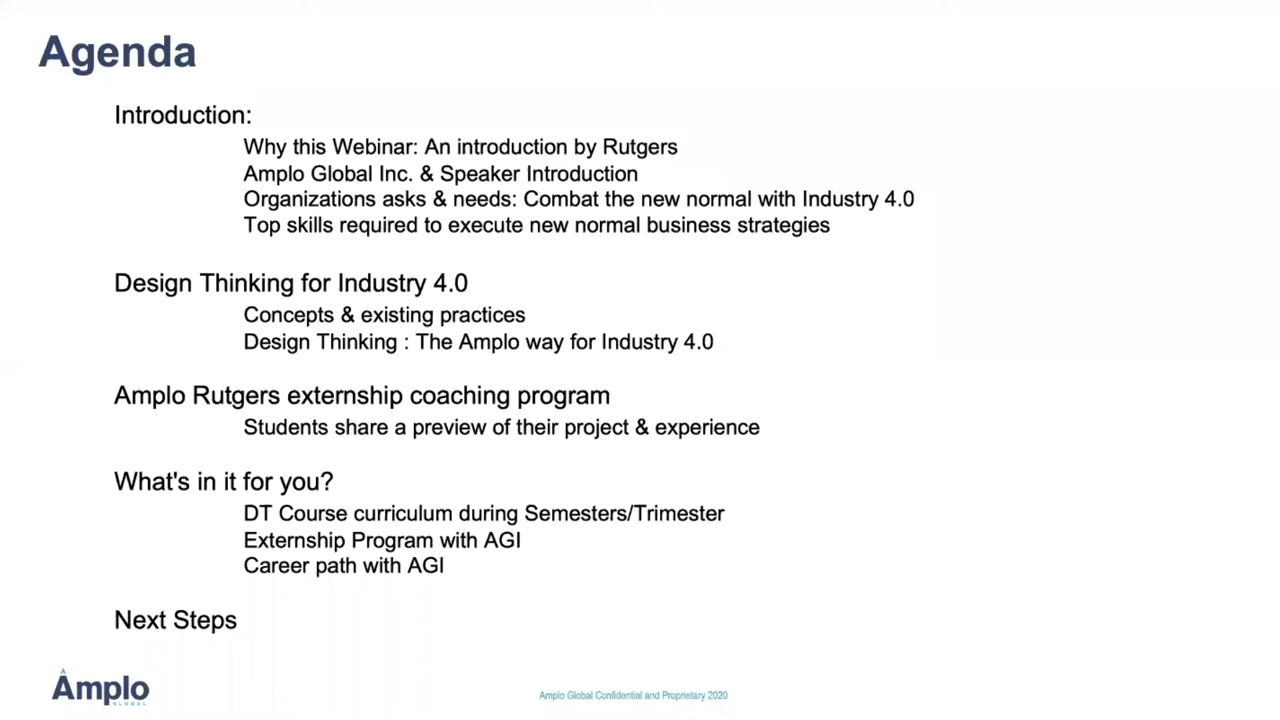 Agenda
Introduction:
Why this Webinar: An introduction by Rutgers
Amplo Global Inc. & Speaker Introduction
Organizations asks & needs: Combat the new normal with Industry 4.0
Top skills required to execute new normal business strategies
Design Thinking for Industry 4.0
Concepts & existing practices
Design Thinking : The Amplo way for Industry 4.0
Amplo Rutgers externship coaching program
Students share a preview of their project & experience
What's in it for you?
DT Course curriculum during Semesters/Trimester
Externship Program with AGI
Career path with AGI
Next Steps
Amplo
GLOBAL
Amplo Global Confidential and Proprietary 2020